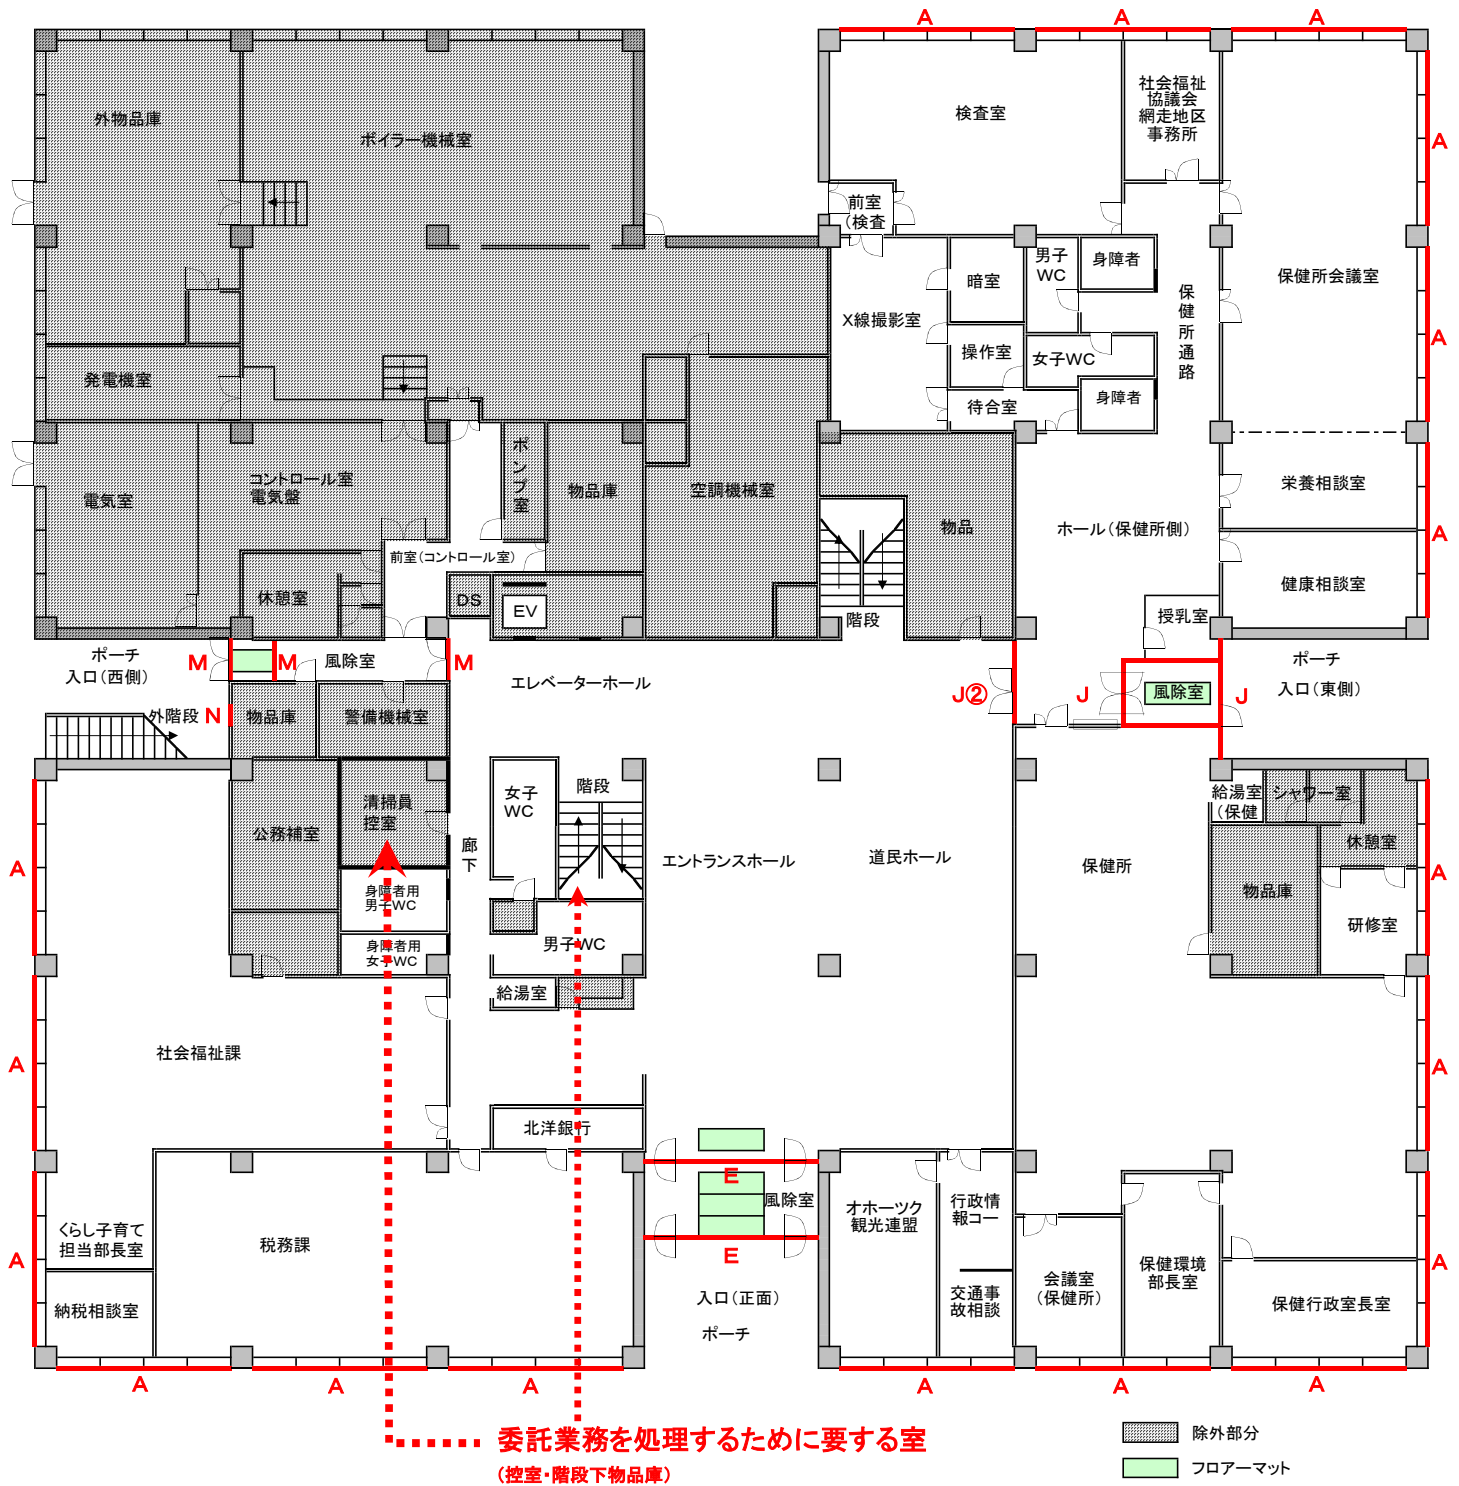 A
A
A
外物品庫
ボイラー機械室
検査室
社会福祉
協議会
網走地区
事務所
A
前室
(検査
男子
WC
身障者
暗室
保健所会議室
保健所通路
X線撮影室
A
操作室
女子WC
発電機室
待合室
身障者
ポンプ室
コントロール室
電気盤
電気室
物品庫
空調機械室
栄養相談室
物品
ホール(保健所側)
A
前室(コントロール室)
健康相談室
休憩室
DS
EV
階段
授乳室
ポーチ
入口(西側)
M
M
風除室
M
エレベーターホール
J②
J
風除室
J
ポーチ
入口(東側)
外階段
N
物品庫
警備機械室
清掃員
控室
女子
WC
階段
給湯室
(保健
シャワー室
公務補室
廊下
エントランスホール
道民ホール
保健所
休憩室
A
A
身障者用
男子WC
物品庫
研修室
身障者用
女子WC
男子WC
給湯室
社会福祉課
A
A
北洋銀行
E
風除室
オホーツク
観光連盟
行政情
報コー
くらし子育て
担当部長室
税務課
A
E
A
保健環境
部長室
会議室
(保健所)
交通事
故相談
納税相談室
入口(正面)
保健行政室長室
ポーチ
A
A
A
A
A
A
委託業務を処理するために要する室
(控室・階段下物品庫)
除外部分
フロアーマット